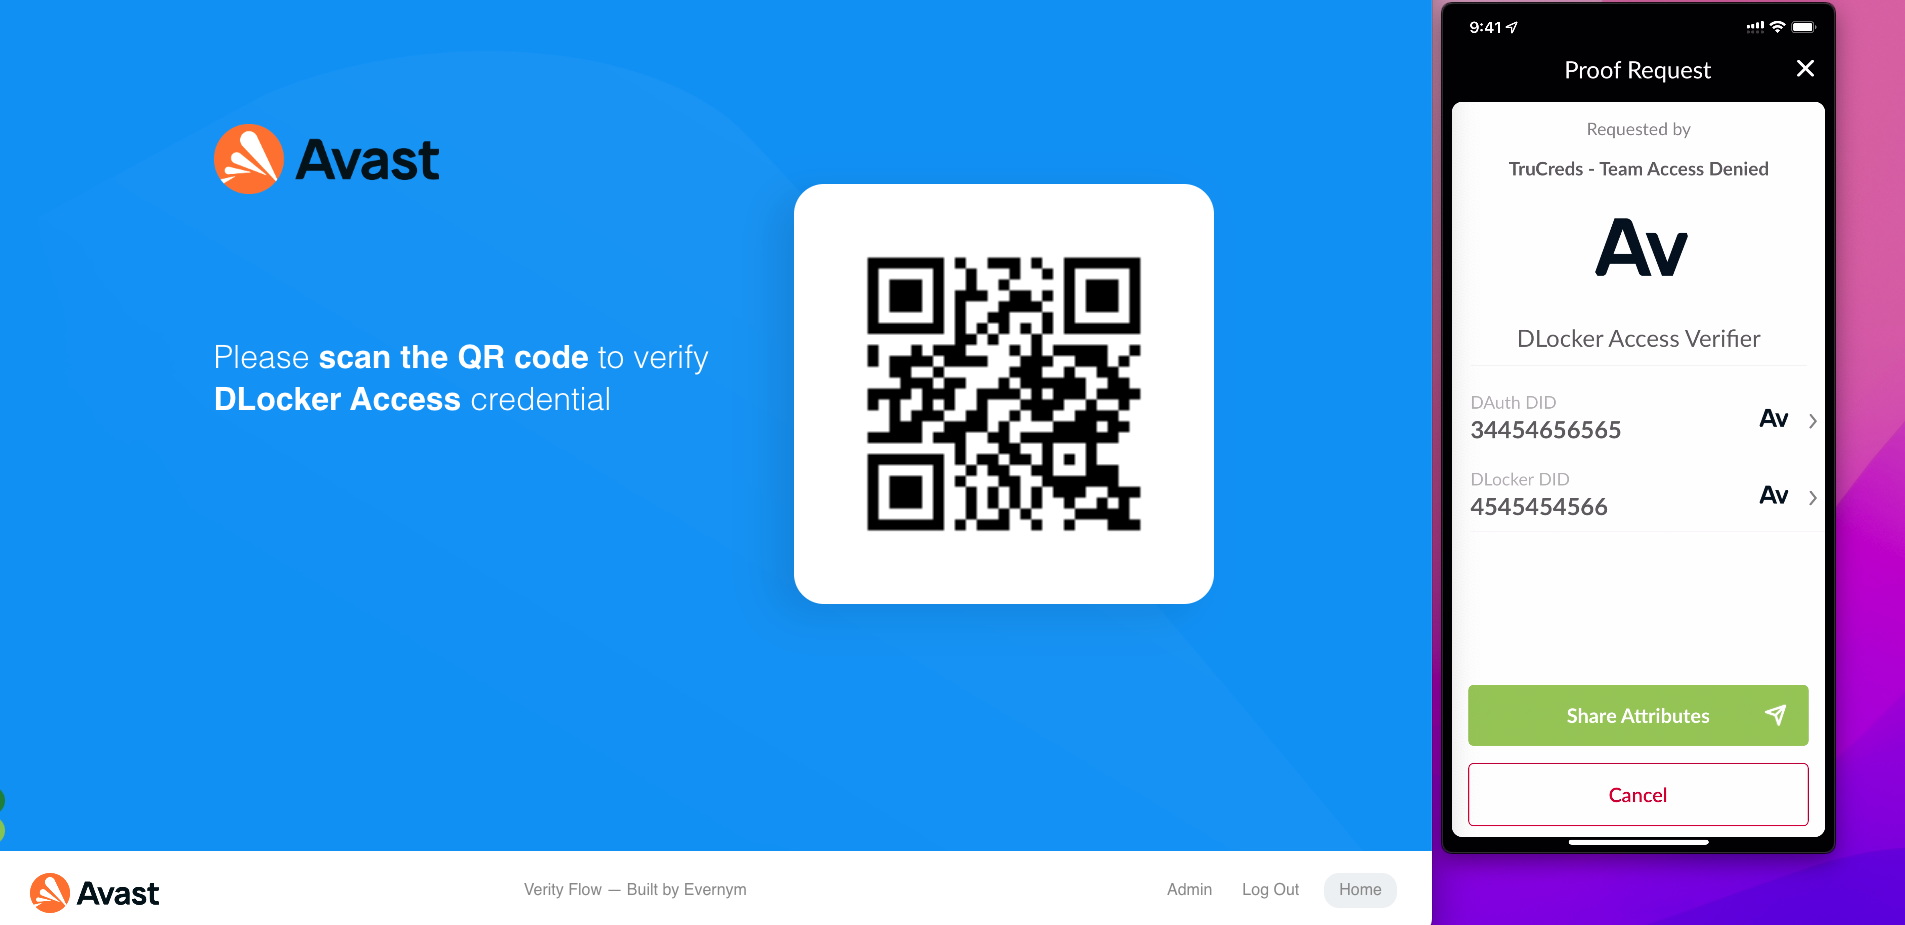 Avast
Please scan the QR code to verify
DLocker Access credential
Avast
Verity Flow — Built by Evernym
Admin
Log Out
Home
9:41
Proof Request
Requested by
TruCreds - Team Access Denied
Av
DLocker Access Verifier
DAuth DID
34454656565
Av
DLocker DID
4545454566
Av
Share Attributes
Cancel